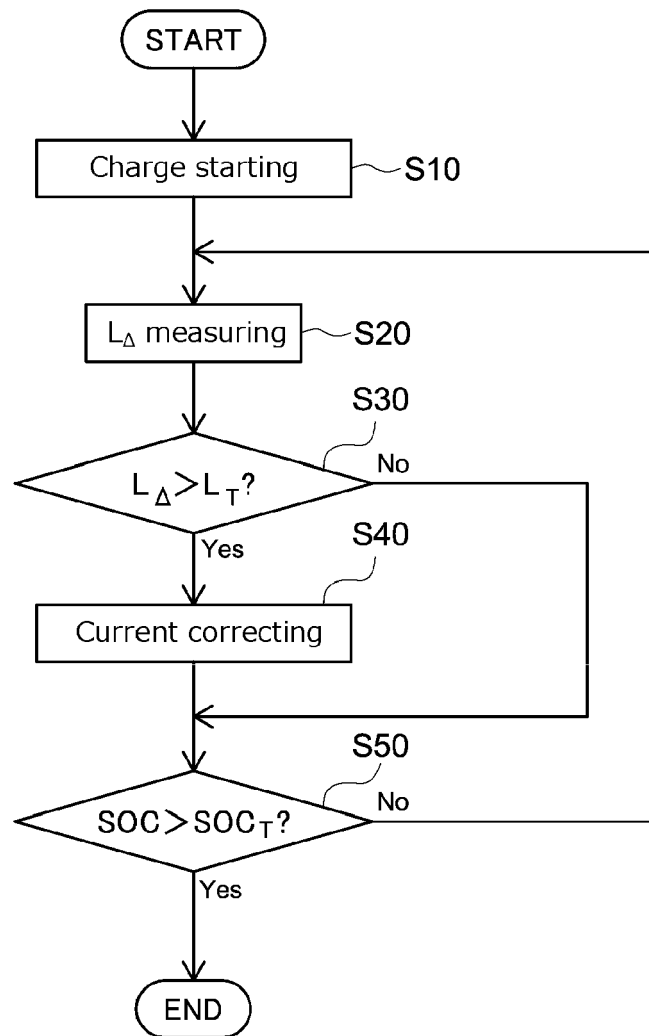 START
Charge starting
S10
L_Δ measuring
S20
S30
L_Δ>L_T?
No
Yes
S40
Current correcting
S50
SOC>SOC_T?
No
Yes
END